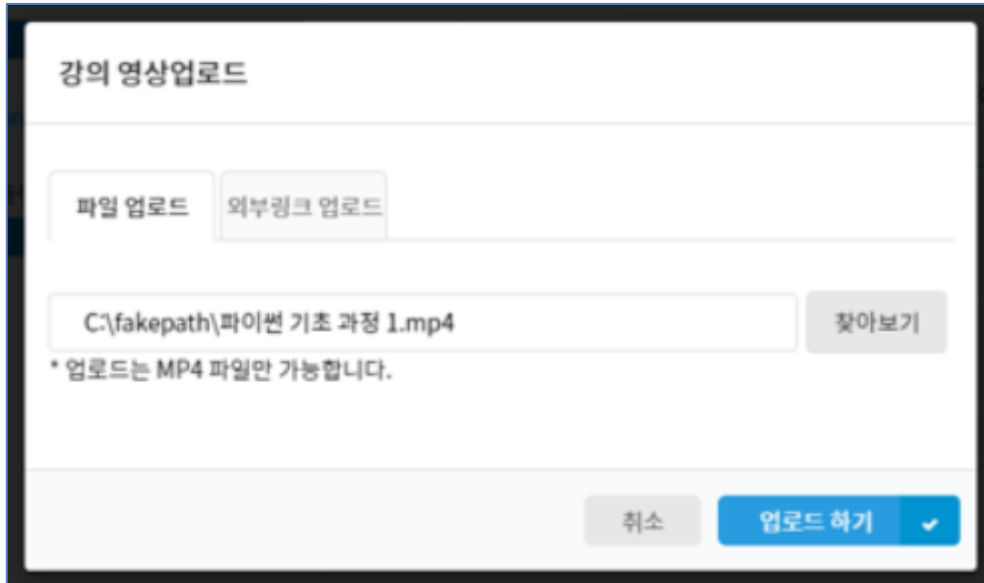 강의 영상업로드
파일 업로드 외부링크 업로드
C:\fakepath\파이썬 기초 과정 1.mp4 찾아보기
* 업로드는 MP4 파일만 가능합니다.
취소 업로드 하기